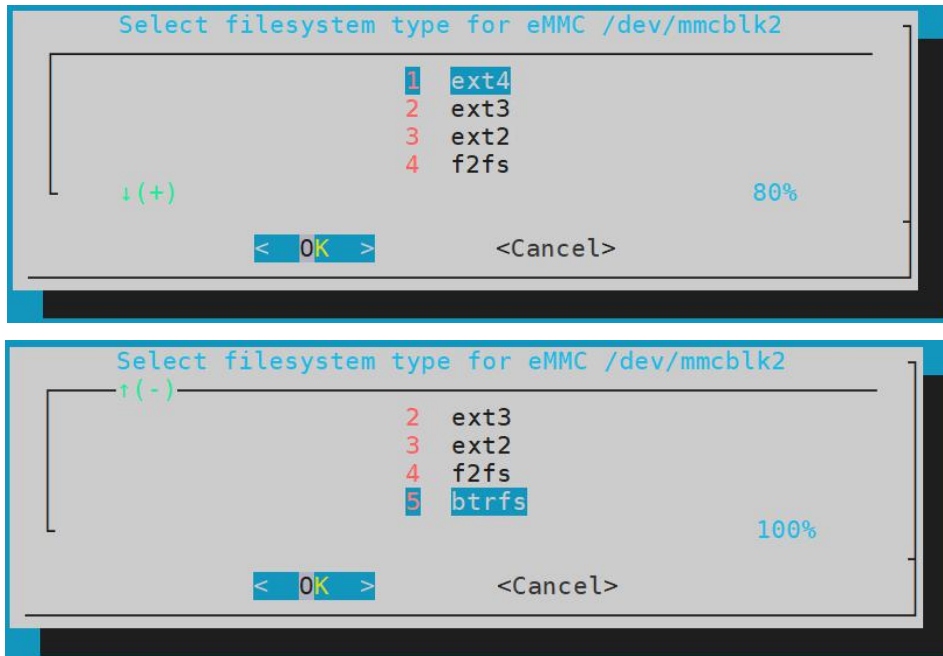 Select filesystem type for eMMC /dev/mmcblk2
1 ext4
2 ext3
3 ext2
4 f2fs
↓(+) 80%
< OK > <Cancel>
Select filesystem type for eMMC /dev/mmcblk2
↑(-)
2 ext3
3 ext2
4 f2fs
5 btrfs
100%
< OK > <Cancel>